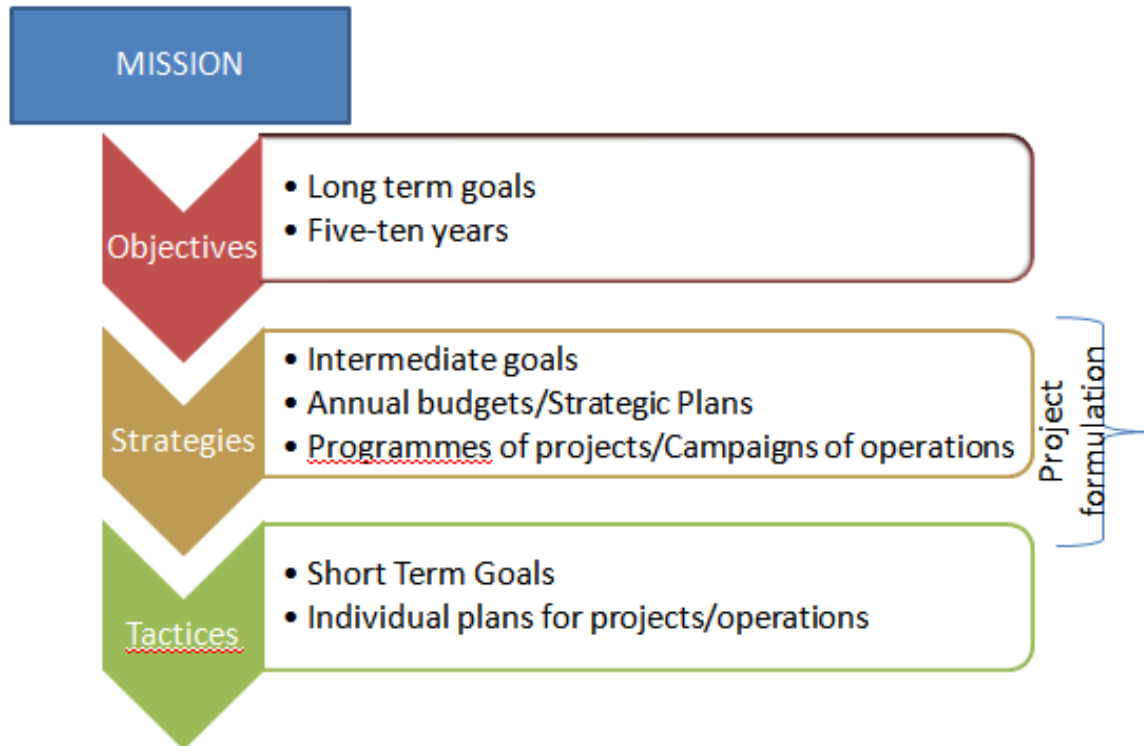 MISSION
Objectives
• Long term goals
• Five-ten years
Strategies
• Intermediate goals
• Annual budgets/Strategic Plans
• Programmes of projects/Campaigns of operations
Project
formulation
Tactices
• Short Term Goals
• Individual plans for projects/operations